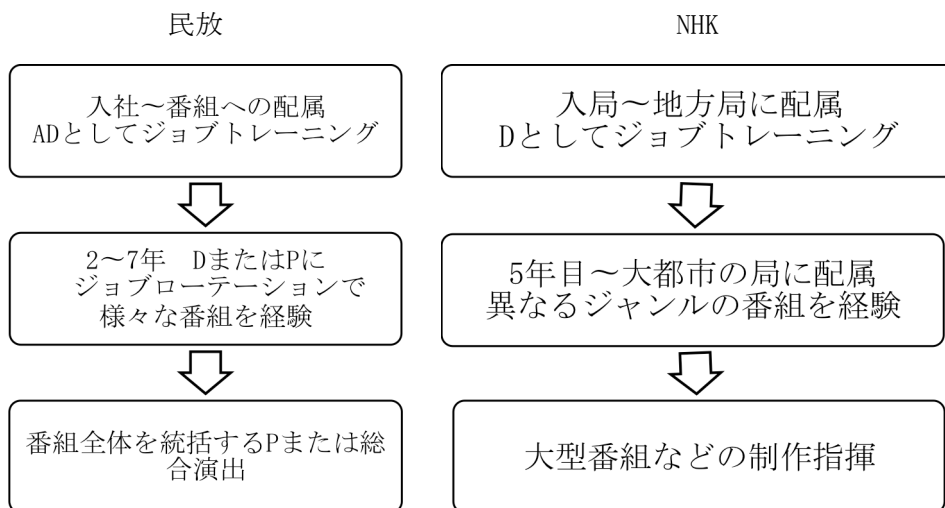 民放
入社～番組への配属
ADとしてジョブトレーニング
2～7年　DまたはPに
ジョブローテーションで
様々な番組を経験
番組全体を統括するPまたは総
合演出
NHK
入局～地方局に配属
Dとしてジョブトレーニング
5年目～大都市の局に配属
異なるジャンルの番組を経験
大型番組などの制作指揮